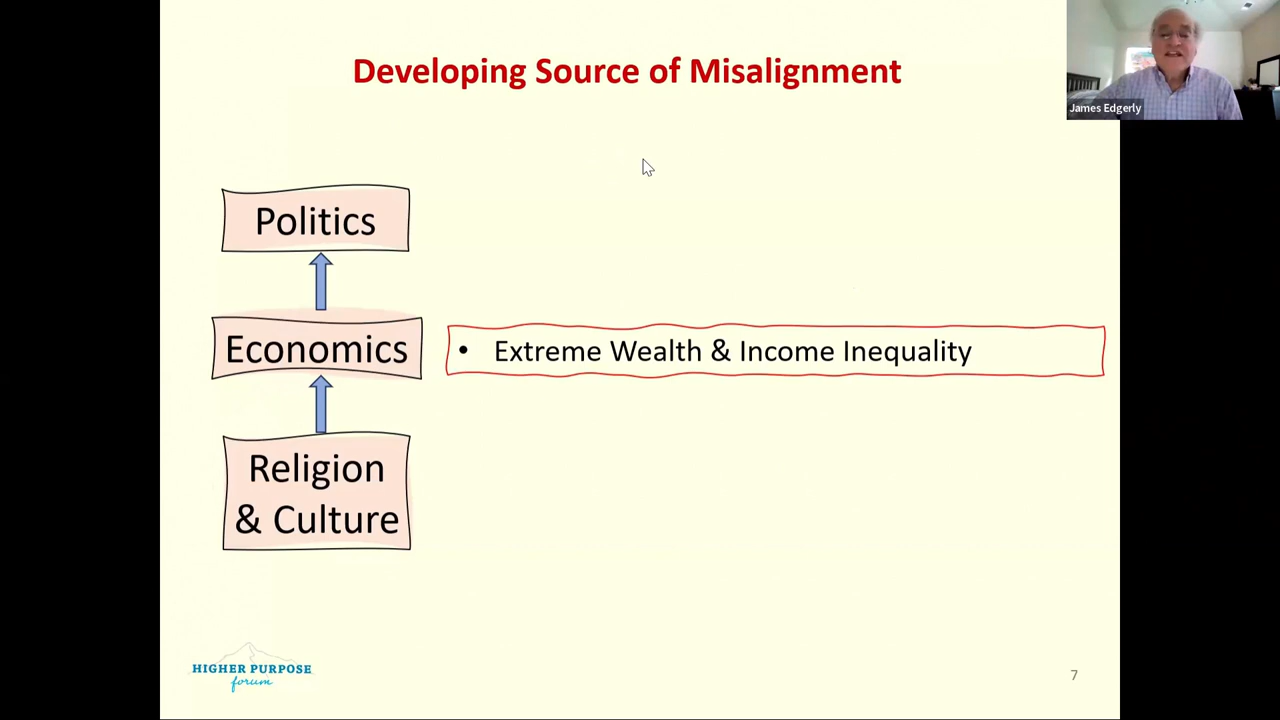 Developing Source of Misalignment
James Edgerly
Politics
Economics
• Extreme Wealth & Income Inequality
Religion
& Culture
HIGHER PURPOSE
forum
7